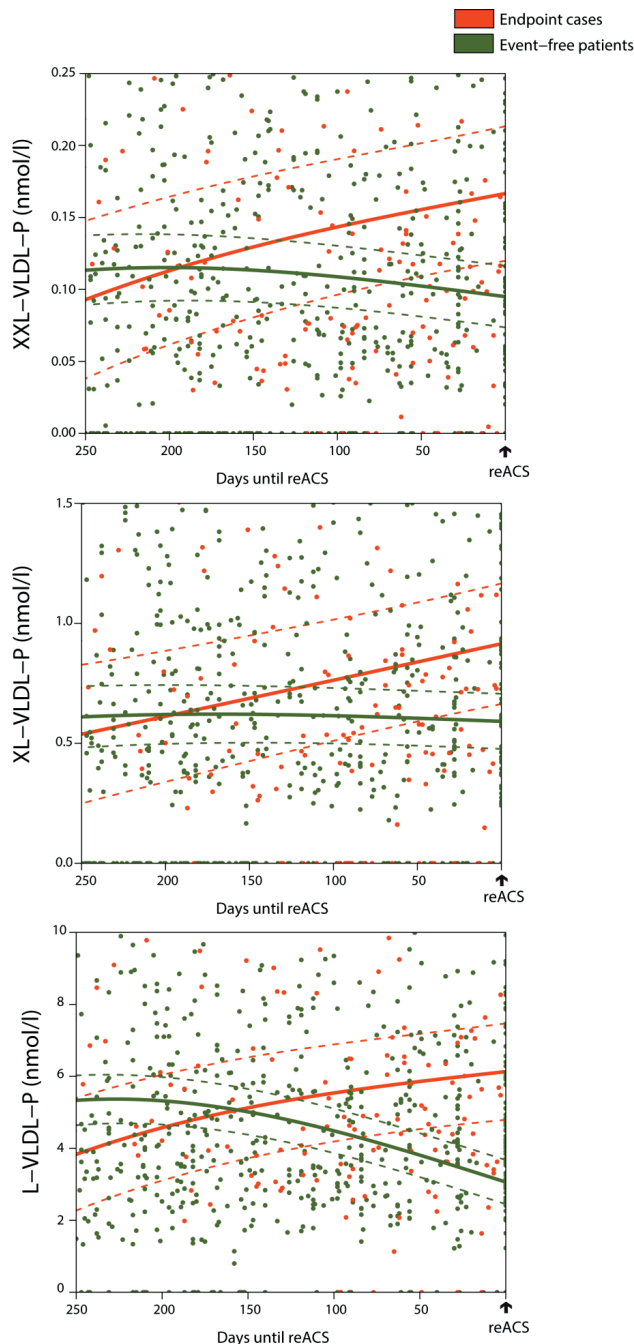 Endpoint cases
Event–free patients
XXL–VLDL–P (nmol/l)
0.25
0.20
0.15
0.10
0.05
0.00
250 200 150 100 50
Days until reACS
reACS
XL–VLDL–P (nmol/l)
1.5
1.0
0.5
0.0
250 200 150 100 50
Days until reACS
reACS
L–VLDL–P (nmol/l)
10
8
6
4
2
0
250 200 150 100 50
Days until reACS
reACS